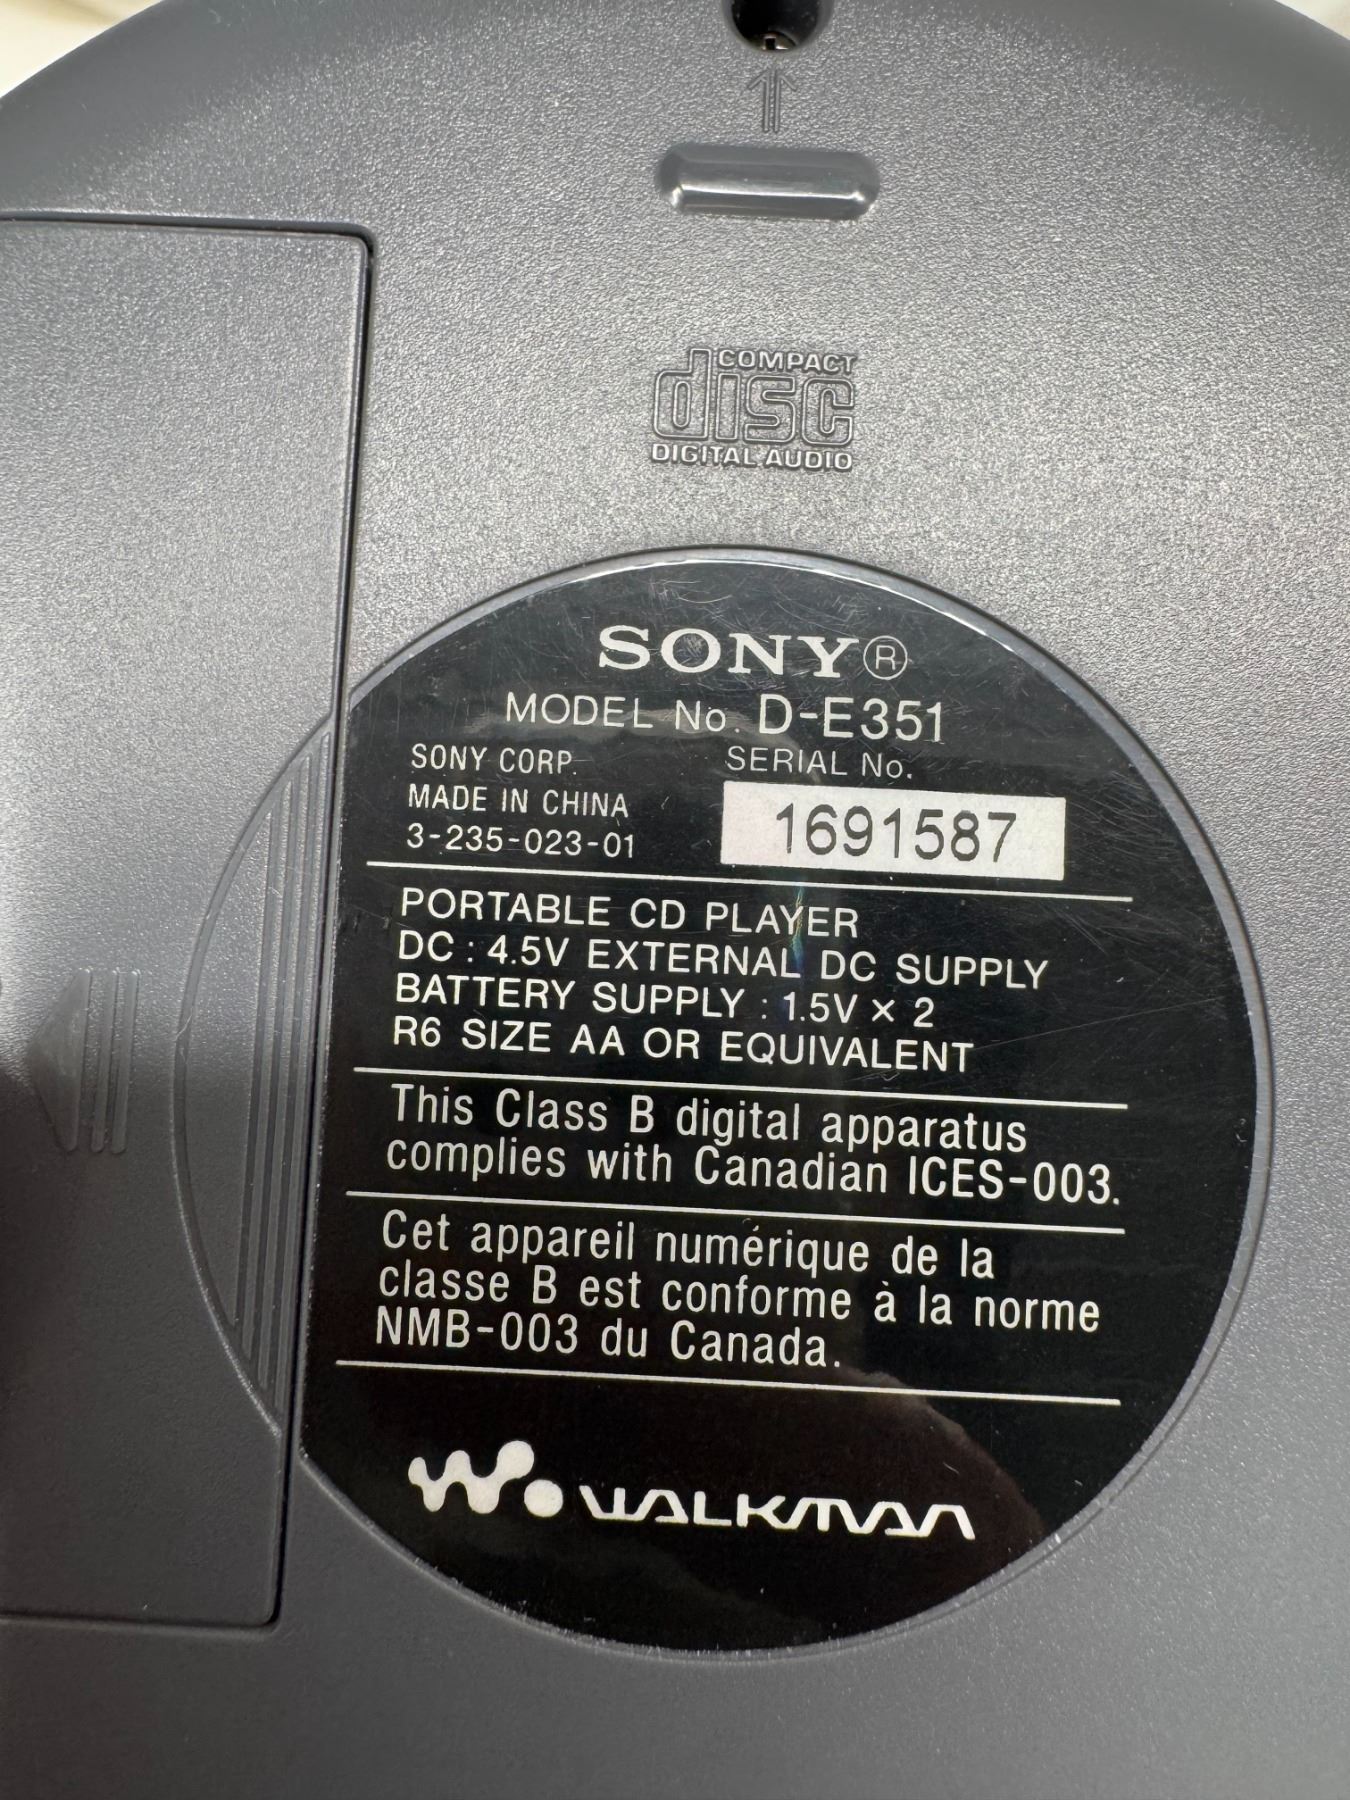 COMPACT
disc
DIGITAL AUDIO
SONY®
MODEL No. D-E351
SONY CORP. SERIAL No.
MADE IN CHINA 1691587
3-235-023-01
PORTABLE CD PLAYER
DC : 4.5V EXTERNAL DC SUPPLY
BATTERY SUPPLY : 1.5V × 2
R6 SIZE AA OR EQUIVALENT
This Class B digital apparatus
complies with Canadian ICES-003.
Cet appareil numérique de la
classe B est conforme à la norme
NMB-003 du Canada.
WALKMAN